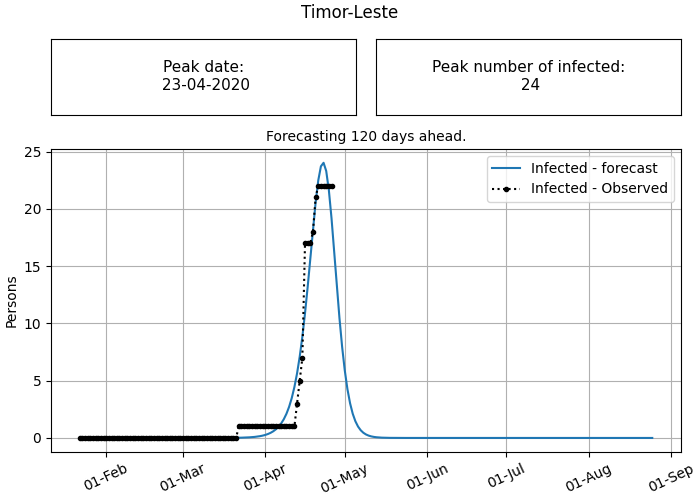 Timor-Leste
Peak date:
23-04-2020
Peak number of infected:
24
Forecasting 120 days ahead.
Infected - forecast
Infected - Observed
25
20
15
10
5
0
Persons
01-Feb
01-Mar
01-Apr
01-May
01-Jun
01-Jul
01-Aug
01-Sep